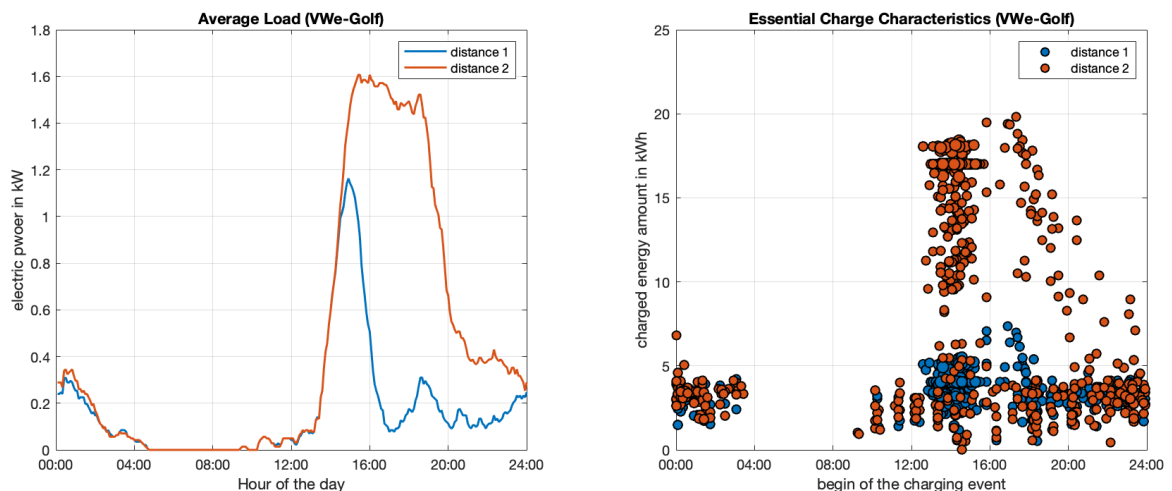 Average Load (VWe-Golf)
1.8
1.6
1.4
1.2
1
0.8
0.6
0.4
0.2
0
electric pwoer in kW
distance 1
distance 2
00:00 04:00 08:00 12:00 16:00 20:00 24:00
Hour of the day
Essential Charge Characteristics (VWe-Golf)
25
20
15
10
5
0
charged energy amount in kWh
distance 1
distance 2
00:00 04:00 08:00 12:00 16:00 20:00 24:00
begin of the charging event